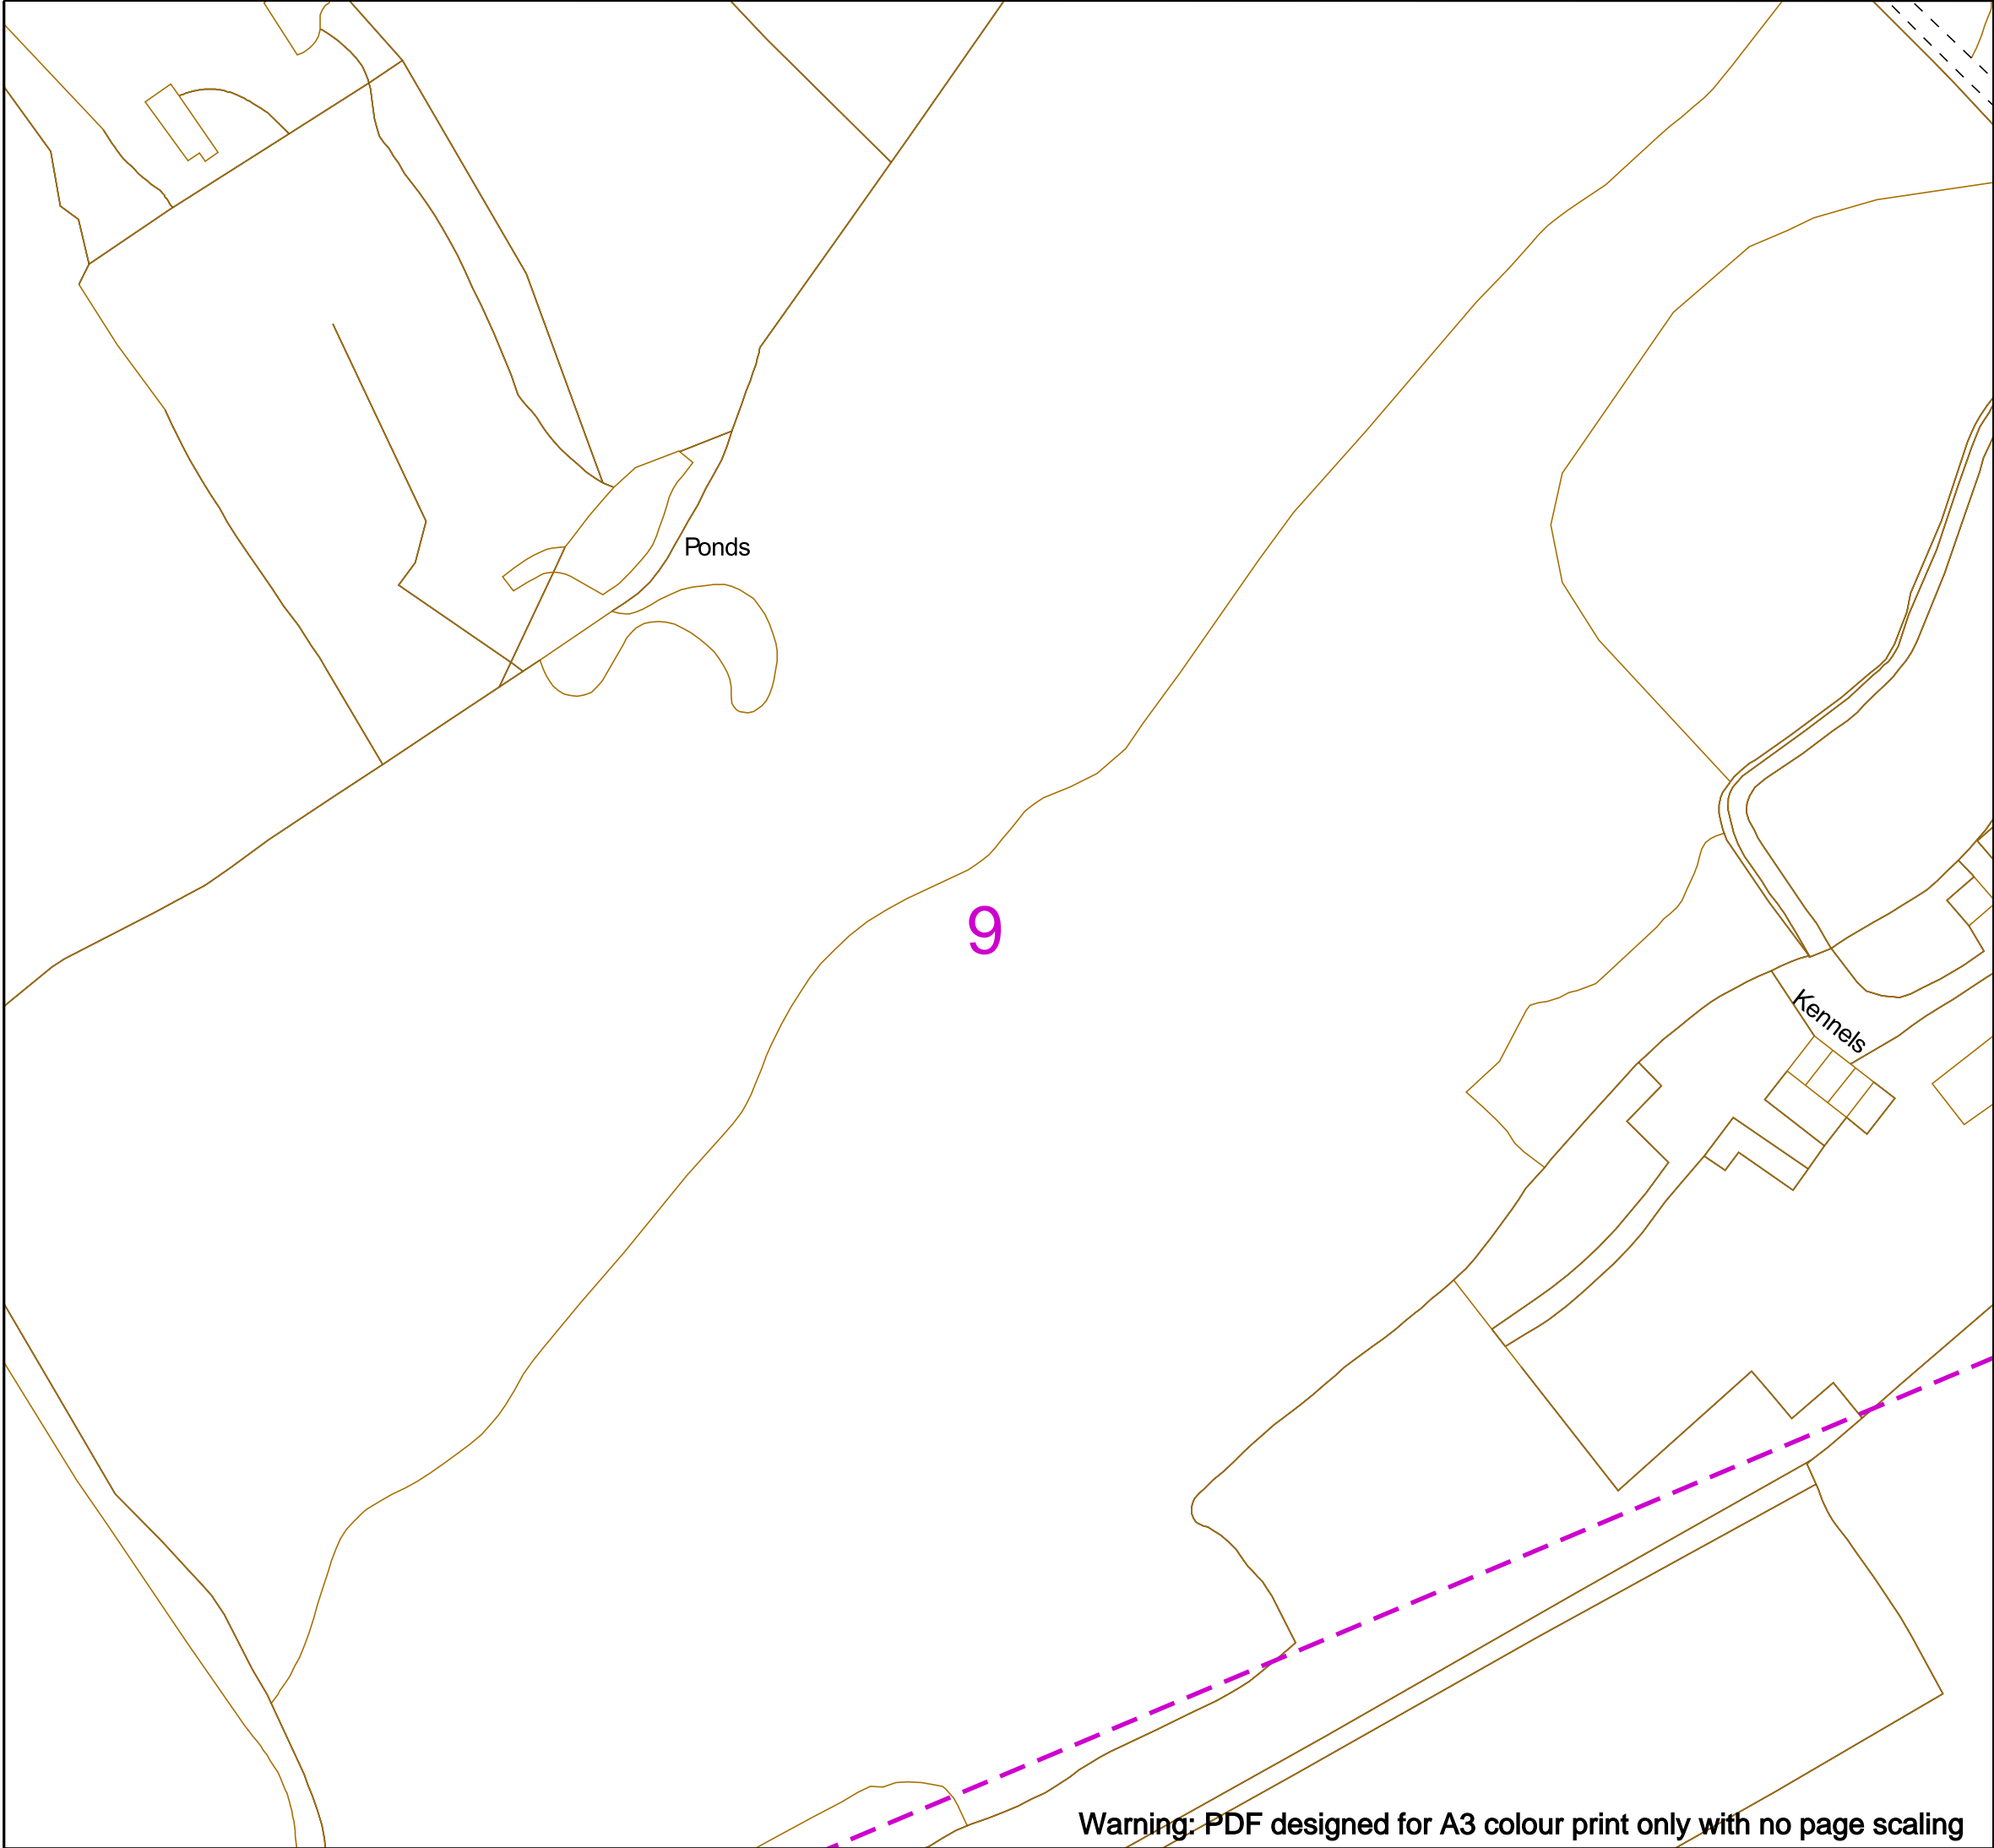 Ponds
9
Kennels
Warning: PDF designed for A3 colour print only with no page scaling